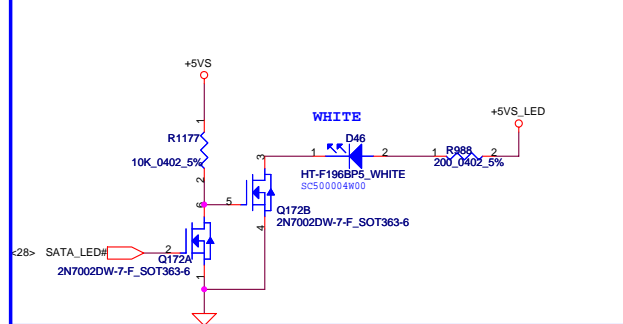 +5VS
+5VS_LED
WHITE
1
R1177
D46
R988
10K_0402_5%
3
1
2
1
2
200_0402_5%
HT-F196BP5_WHITE
2
SC500004W00
6
5
Q172B
2N7002DW-7-F_SOT363-6
4
<28>
SATA_LED#
2
Q172A
2N7002DW-7-F_SOT363-6
1